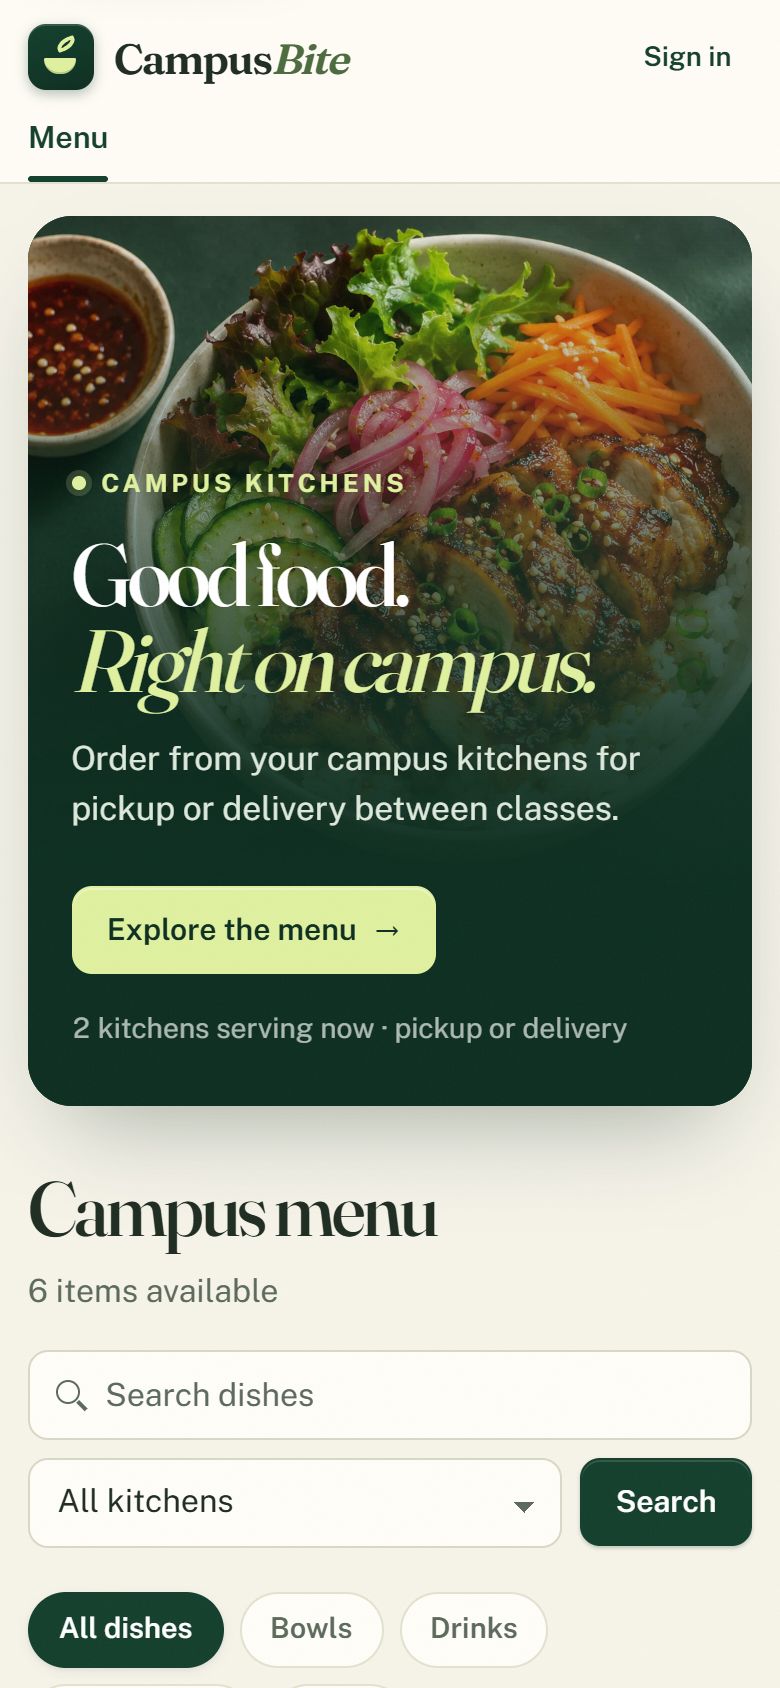 CampusBite
Sign in
Menu
CAMPUS KITCHENS
Good food.
Right on campus.
Order from your campus kitchens for
pickup or delivery between classes.
Explore the menu →
2 kitchens serving now · pickup or delivery
Campus menu
6 items available
Search dishes
All kitchens
Search
All dishes
Bowls
Drinks